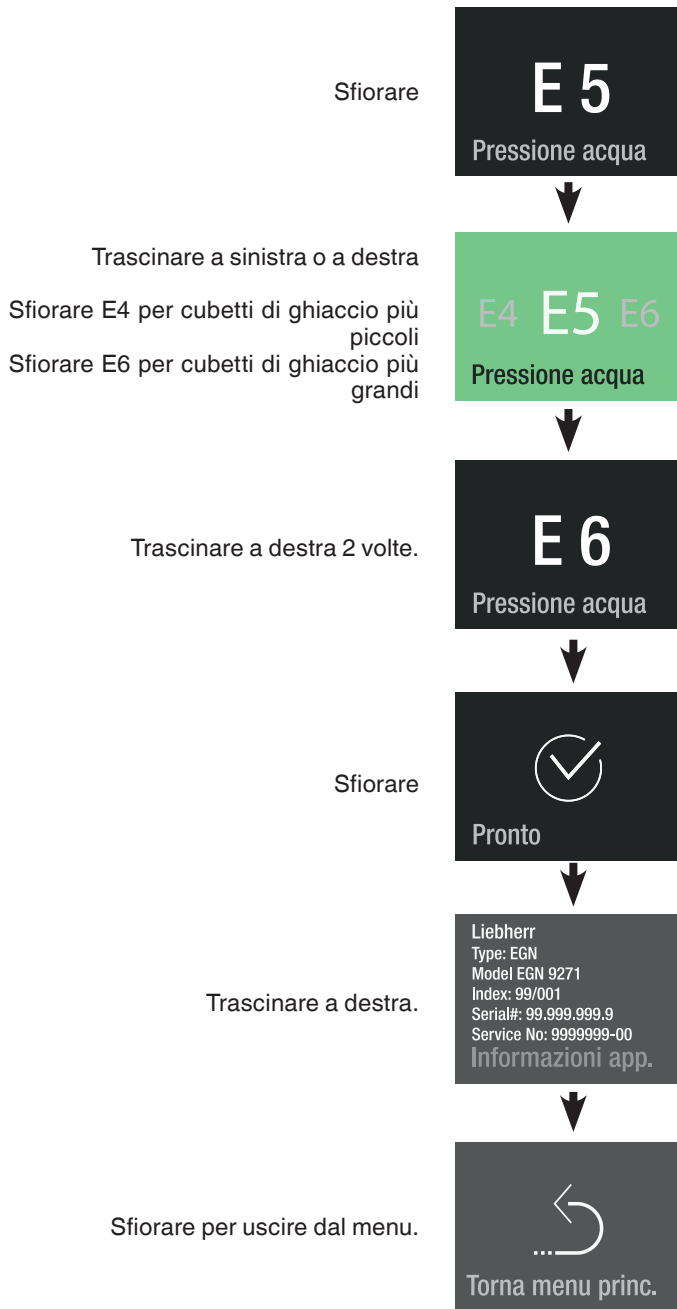 Sfiorare
E 5
Pressione acqua
Trascinare a sinistra o a destra
Sfiorare E4 per cubetti di ghiaccio più
piccoli
Sfiorare E6 per cubetti di ghiaccio più
grandi
E4 E5 E6
Pressione acqua
Trascinare a destra 2 volte.
E 6
Pressione acqua
Sfiorare
Pronto
Trascinare a destra.
Liebherr
Type: EGN
Model EGN 9271
Index: 99/001
Serial#: 99.999.999.9
Service No: 9999999-00
Informazioni app.
Sfiorare per uscire dal menu.
Torna menu princ.